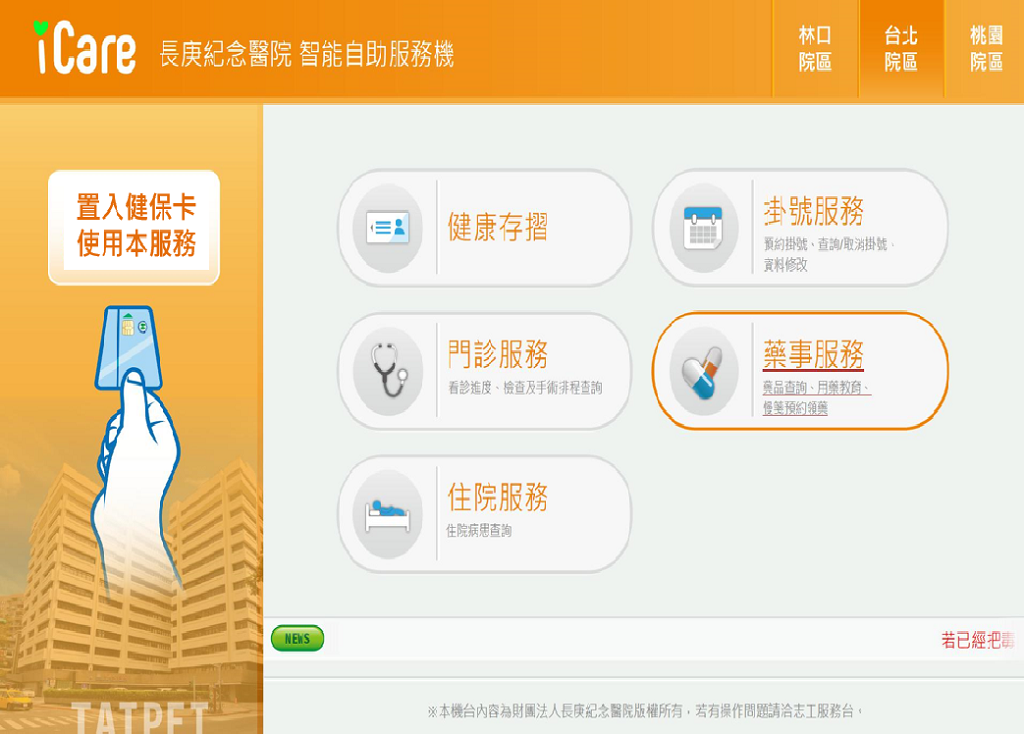 iCare 長庚紀念醫院 智能自助服務機
林口
院區
台北
院區
桃園
院區
置入健保卡
使用本服務
健康存摺
掛號服務
預約掛號、查詢/取消掛號、
資料修改
門診服務
看診進度、檢查及手術排程查詢
藥事服務
藥品查詢、用藥教育、
慢箋預約領藥
住院服務
住院病患查詢
NEWS
若已經把毒
※本機台內容為財團法人長庚紀念醫院版權所有，若有操作問題請洽志工服務台。